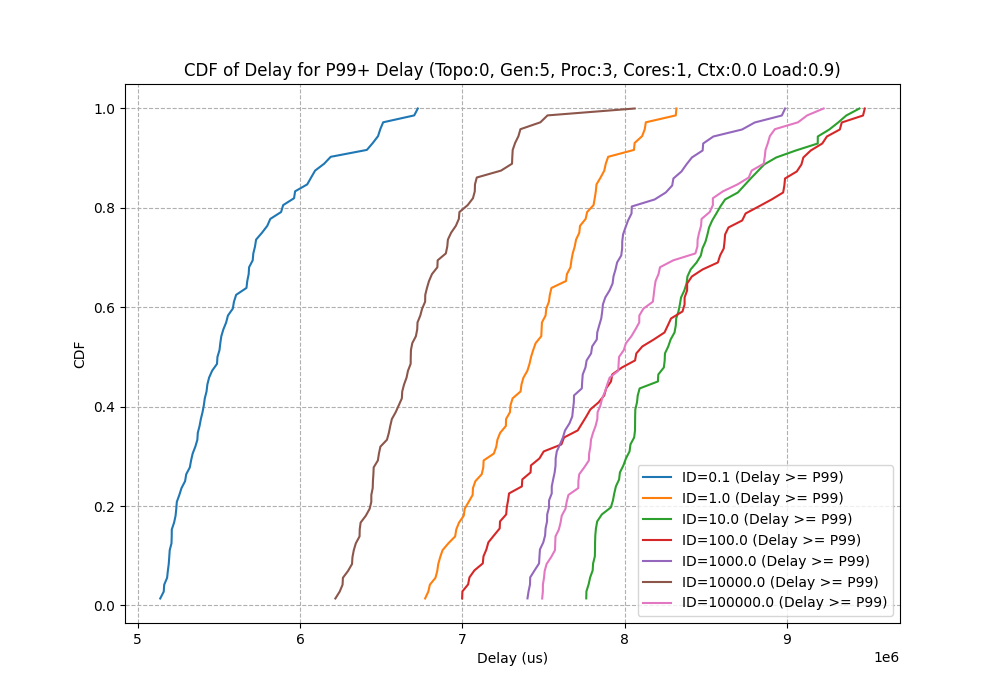 CDF of Delay for P99+ Delay (Topo:0, Gen:5, Proc:3, Cores:1, Ctx:0.0 Load:0.9)
1.0
0.8
0.6
0.4
0.2
0.0
CDF
ID=0.1 (Delay >= P99)
ID=1.0 (Delay >= P99)
ID=10.0 (Delay >= P99)
ID=100.0 (Delay >= P99)
ID=1000.0 (Delay >= P99)
ID=10000.0 (Delay >= P99)
ID=100000.0 (Delay >= P99)
5 6 7 8 9
Delay (us)
1e6